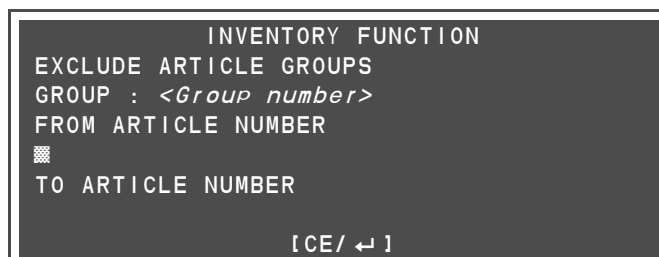 INVENTORY FUNCTION
EXCLUDE ARTICLE GROUPS
GROUP : <Group number>
FROM ARTICLE NUMBER
▒
TO ARTICLE NUMBER
[CE/ ↵ ]